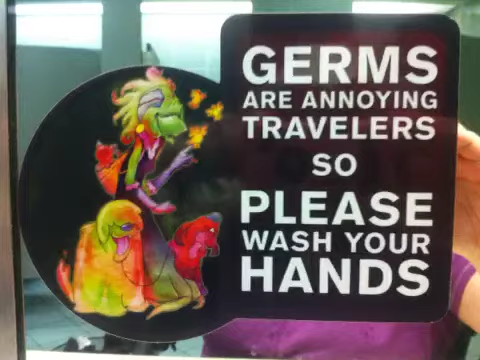 GERMS
ARE ANNOYING
TRAVELERS
SO
PLEASE
WASH YOUR
HANDS